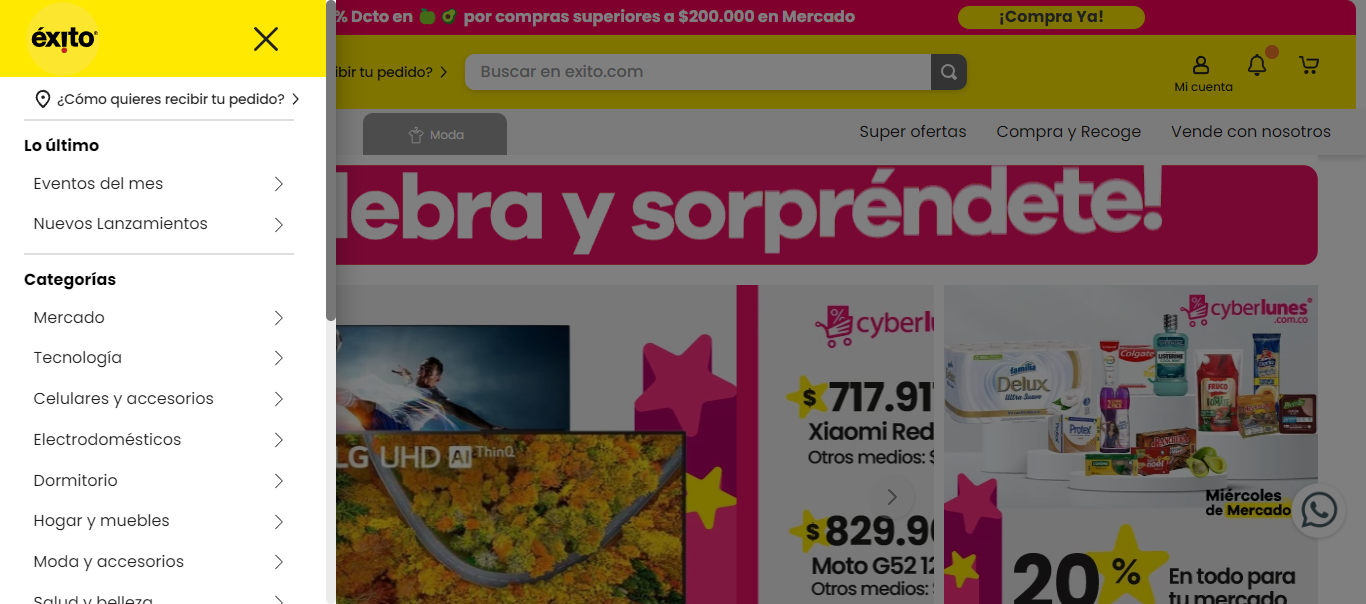 éxito
¿Cómo quieres recibir tu pedido?
Lo último
Eventos del mes
Nuevos Lanzamientos
Categorías
Mercado
Tecnología
Celulares y accesorios
Electrodomésticos
Dormitorio
Hogar y muebles
Moda y accesorios
Salud y belleza
% Dcto en por compras superiores a $200.000 en Mercado
¡Compra Ya!
tu pedido?
Buscar en exito.com
Mi cuenta
Moda
Super ofertas
Compra y Recoge
Vende con nosotros
lebra y sorpréndete!
LG UHD AI ThinQ
cyberlu
$717.91
Xiaomi Red
Otros medios: $
$829.90
Moto G52 12
Otros medios: $
cyberlunes
.com.co
familia
Delux
Ultra Suave
Colgate
LISTERINE
Protex
FRUCO
Miércoles
de Mercado
20%
En todo para
tu mercado